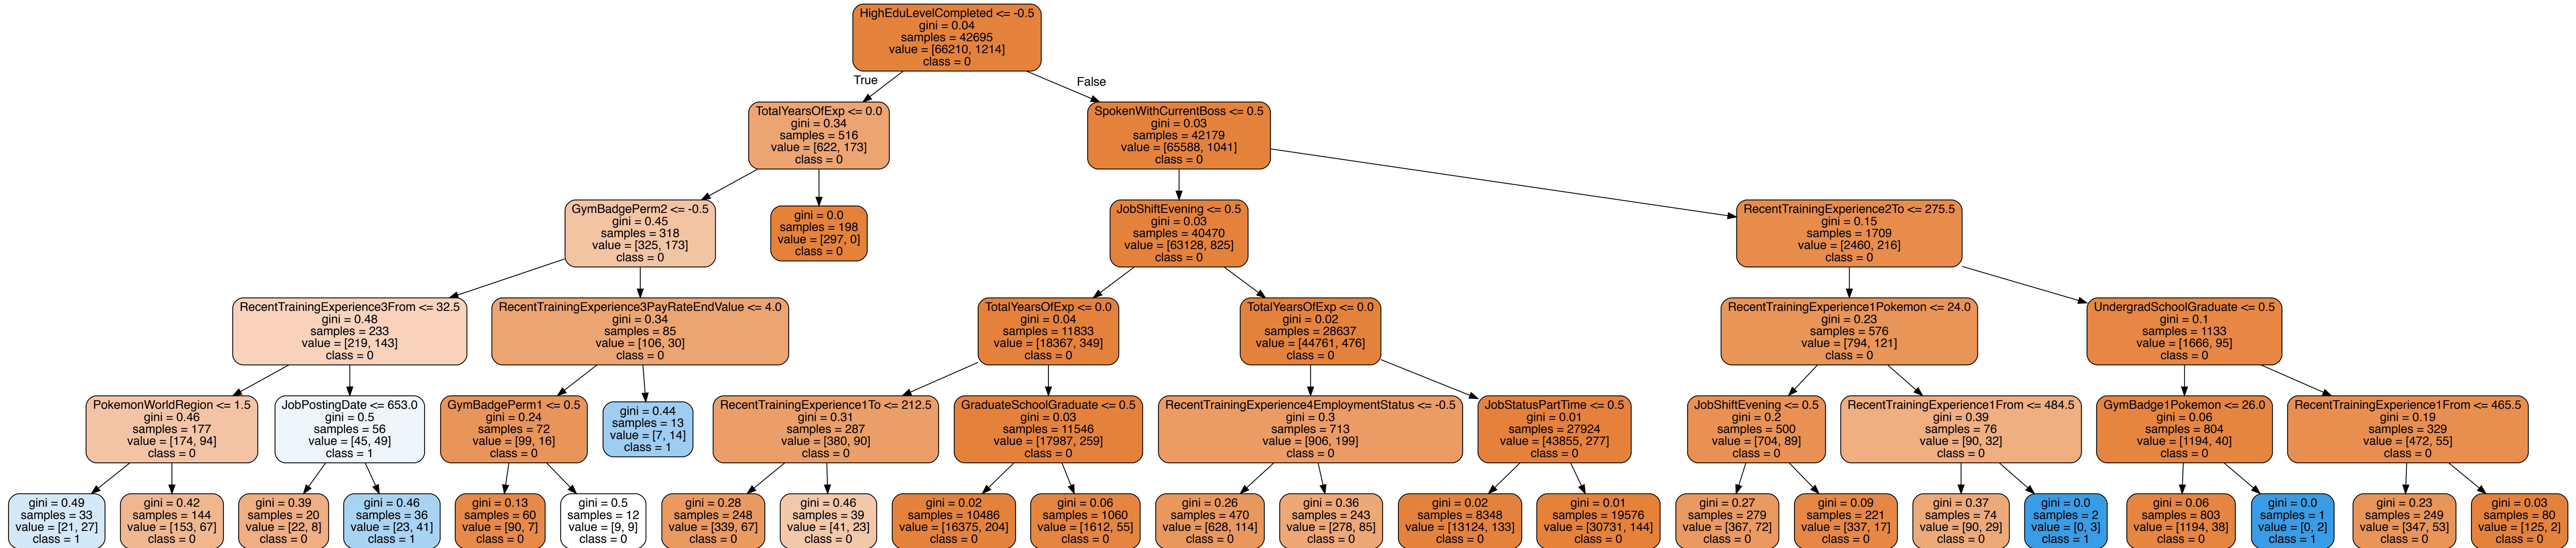 HighEduLevelCompleted <= -0.5
gini = 0.04
samples = 42695
value = [66210, 1214]
class = 0
True
False
TotalYearsOfExp <= 0.0
gini = 0.34
samples = 516
value = [622, 173]
class = 0
SpokenWithCurrentBoss <= 0.5
gini = 0.03
samples = 42179
value = [65588, 1041]
class = 0
GymBadgePerm2 <= -0.5
gini = 0.45
samples = 318
value = [325, 173]
class = 0
gini = 0.0
samples = 198
value = [297, 0]
class = 0
JobShiftEvening <= 0.5
gini = 0.03
samples = 40470
value = [63128, 825]
class = 0
RecentTrainingExperience2To <= 275.5
gini = 0.15
samples = 1709
value = [2460, 216]
class = 0
RecentTrainingExperience3From <= 32.5
gini = 0.48
samples = 233
value = [219, 143]
class = 0
RecentTrainingExperience3PayRateEndValue <= 4.0
gini = 0.34
samples = 85
value = [106, 30]
class = 0
TotalYearsOfExp <= 0.0
gini = 0.04
samples = 11833
value = [18367, 349]
class = 0
TotalYearsOfExp <= 0.0
gini = 0.02
samples = 28637
value = [44761, 476]
class = 0
RecentTrainingExperience1Pokemon <= 24.0
gini = 0.23
samples = 576
value = [794, 121]
class = 0
UndergradSchoolGraduate <= 0.5
gini = 0.1
samples = 1133
value = [1666, 95]
class = 0
PokemonWorldRegion <= 1.5
gini = 0.46
samples = 177
value = [174, 94]
class = 0
JobPostingDate <= 653.0
gini = 0.5
samples = 56
value = [45, 49]
class = 1
GymBadgePerm1 <= 0.5
gini = 0.24
samples = 72
value = [99, 16]
class = 0
gini = 0.44
samples = 13
value = [7, 14]
class = 1
RecentTrainingExperience1To <= 212.5
gini = 0.31
samples = 287
value = [380, 90]
class = 0
GraduateSchoolGraduate <= 0.5
gini = 0.03
samples = 11546
value = [17987, 259]
class = 0
RecentTrainingExperience4EmploymentStatus <= -0.5
gini = 0.3
samples = 713
value = [906, 199]
class = 0
JobStatusPartTime <= 0.5
gini = 0.01
samples = 27924
value = [43855, 277]
class = 0
JobShiftEvening <= 0.5
gini = 0.2
samples = 500
value = [704, 89]
class = 0
RecentTrainingExperience1From <= 484.5
gini = 0.39
samples = 76
value = [90, 32]
class = 0
GymBadge1Pokemon <= 26.0
gini = 0.06
samples = 804
value = [1194, 40]
class = 0
RecentTrainingExperience1From <= 465.5
gini = 0.19
samples = 329
value = [472, 55]
class = 0
gini = 0.49
samples = 33
value = [21, 27]
class = 1
gini = 0.42
samples = 144
value = [153, 67]
class = 0
gini = 0.39
samples = 20
value = [22, 8]
class = 0
gini = 0.46
samples = 36
value = [23, 41]
class = 1
gini = 0.13
samples = 60
value = [90, 7]
class = 0
gini = 0.5
samples = 12
value = [9, 9]
class = 0
gini = 0.28
samples = 248
value = [339, 67]
class = 0
gini = 0.46
samples = 39
value = [41, 23]
class = 0
gini = 0.02
samples = 10486
value = [16375, 204]
class = 0
gini = 0.06
samples = 1060
value = [1612, 55]
class = 0
gini = 0.26
samples = 470
value = [628, 114]
class = 0
gini = 0.36
samples = 243
value = [278, 85]
class = 0
gini = 0.02
samples = 8348
value = [13124, 133]
class = 0
gini = 0.01
samples = 19576
value = [30731, 144]
class = 0
gini = 0.27
samples = 279
value = [367, 72]
class = 0
gini = 0.09
samples = 221
value = [337, 17]
class = 0
gini = 0.37
samples = 74
value = [90, 29]
class = 0
gini = 0.0
samples = 2
value = [0, 3]
class = 1
gini = 0.06
samples = 803
value = [1194, 38]
class = 0
gini = 0.0
samples = 1
value = [0, 2]
class = 1
gini = 0.23
samples = 249
value = [347, 53]
class = 0
gini = 0.03
samples = 80
value = [125, 2]
class = 0